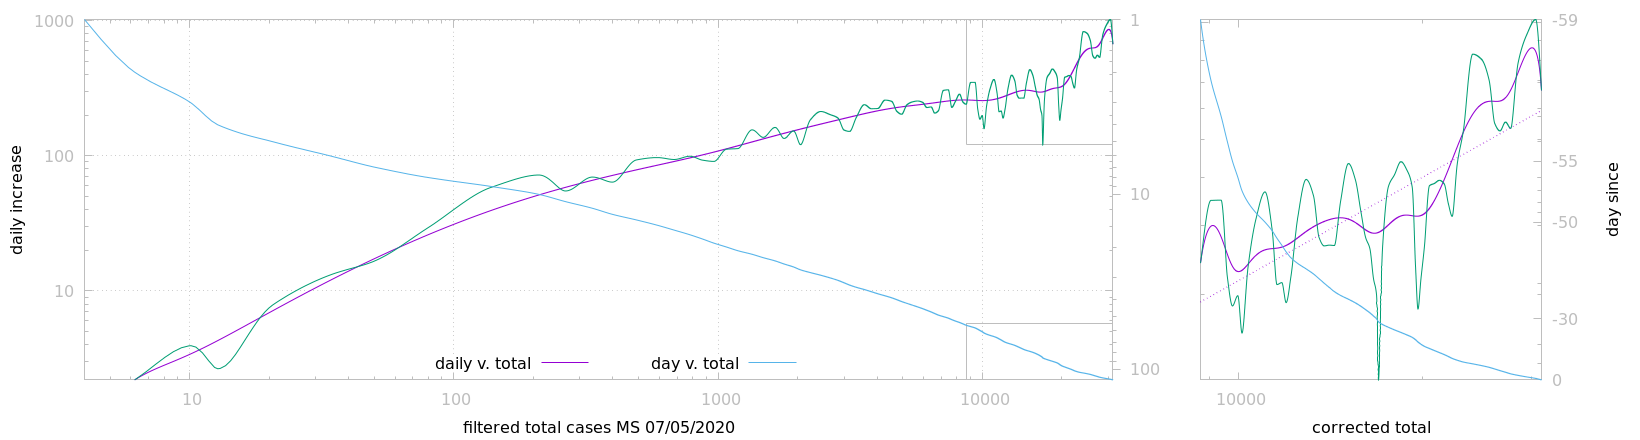 1000
100
10
daily increase
10
100
1000
10000
filtered total cases MS 07/05/2020
daily v. total
day v. total
1
10
100
10000
corrected total
-59
-55
-50
-30
0
day since